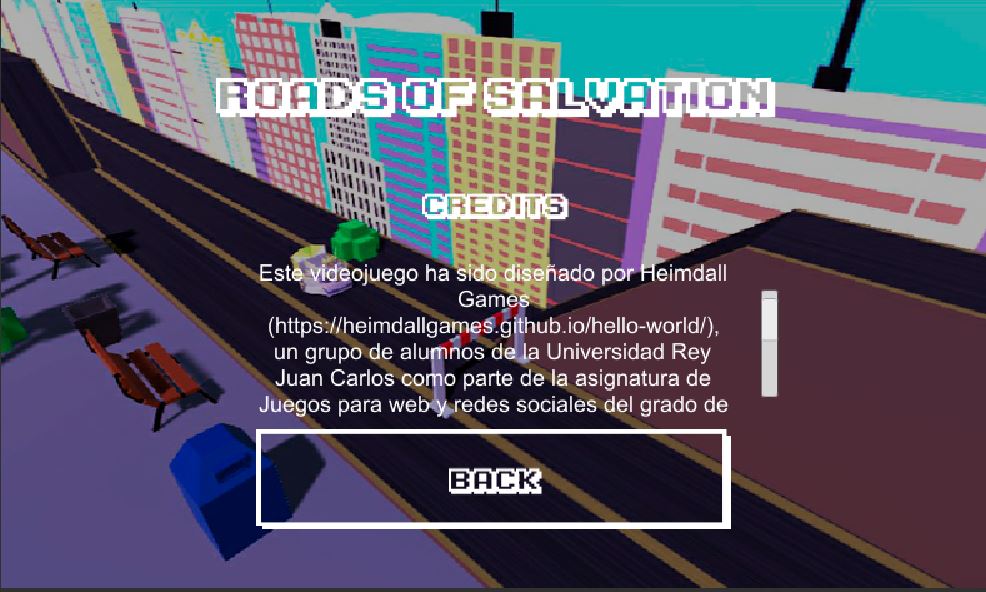 ROADS OF SALVATION
CREDITS
Este videojuego ha sido diseñado por Heimdall
Games
(https://heimdallgames.github.io/hello-world/),
un grupo de alumnos de la Universidad Rey
Juan Carlos como parte de la asignatura de
Juegos para web y redes sociales del grado de
BACK